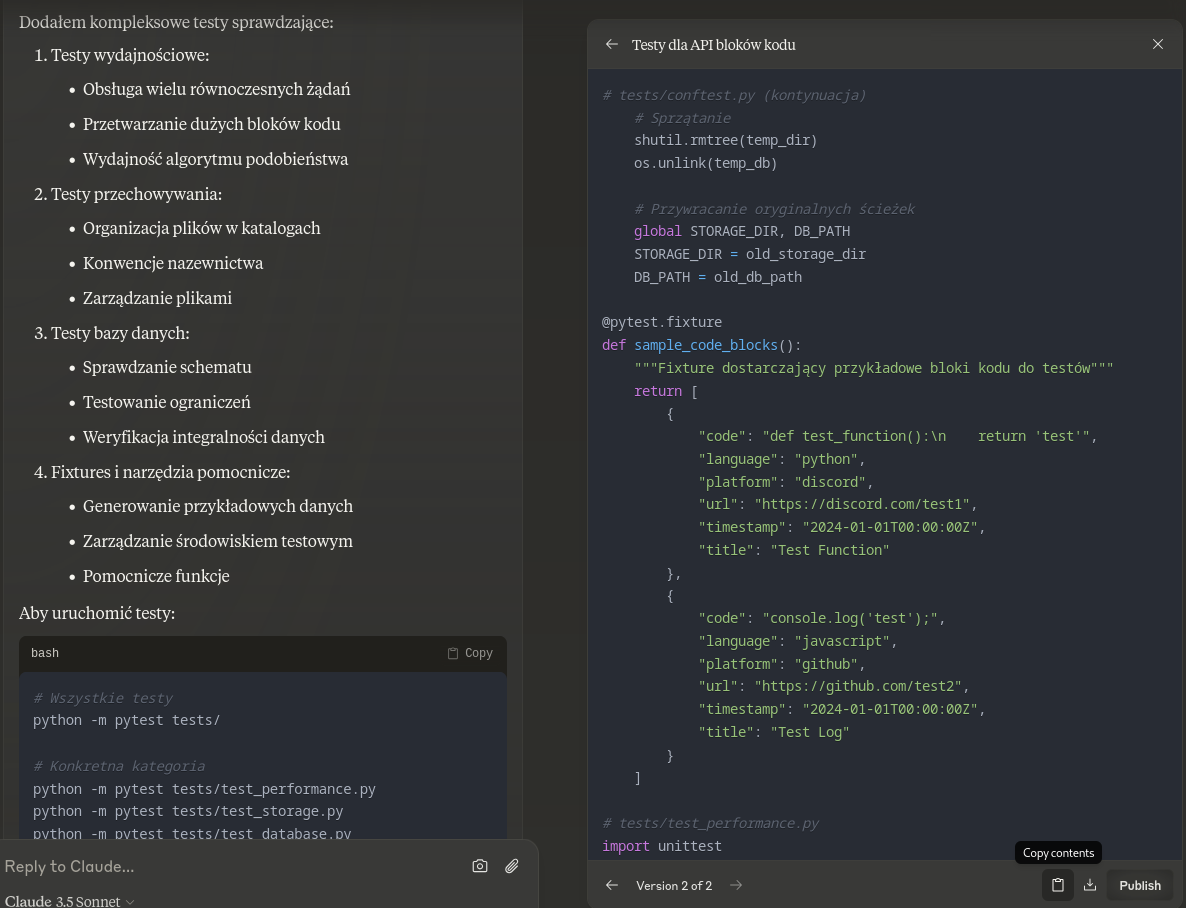 Dodałem kompleksowe testy sprawdzające:
1. Testy wydajnościowe:
• Obsługa wielu równoczesnych żądań
• Przetwarzanie dużych bloków kodu
• Wydajność algorytmu podobieństwa
2. Testy przechowywania:
• Organizacja plików w katalogach
• Konwencje nazewnictwa
• Zarządzanie plikami
3. Testy bazy danych:
• Sprawdzanie schematu
• Testowanie ograniczeń
• Weryfikacja integralności danych
4. Fixtures i narzędzia pomocnicze:
• Generowanie przykładowych danych
• Zarządzanie środowiskiem testowym
• Pomocnicze funkcje
Aby uruchomić testy:
bash
Copy
# Wszystkie testy
python -m pytest tests/
# Konkretna kategoria
python -m pytest tests/test_performance.py
python -m pytest tests/test_storage.py
python -m pytest tests/test_database.py
Reply to Claude...
Claude 3.5 Sonnet
Testy dla API bloków kodu
# tests/conftest.py (kontynuacja)
    # Sprzątanie
    shutil.rmtree(temp_dir)
    os.unlink(temp_db)
    # Przywracanie oryginalnych ścieżek
    global STORAGE_DIR, DB_PATH
    STORAGE_DIR = old_storage_dir
    DB_PATH = old_db_path
@pytest.fixture
def sample_code_blocks():
    """Fixture dostarczający przykładowe bloki kodu do testów"""
    return [
        {
            "code": "def test_function():\n    return 'test'",
            "language": "python",
            "platform": "discord",
            "url": "https://discord.com/test1",
            "timestamp": "2024-01-01T00:00:00Z",
            "title": "Test Function"
        },
        {
            "code": "console.log('test');",
            "language": "javascript",
            "platform": "github",
            "url": "https://github.com/test2",
            "timestamp": "2024-01-01T00:00:00Z",
            "title": "Test Log"
        }
    ]
# tests/test_performance.py
import unittest
Copy contents
Version 2 of 2
Publish